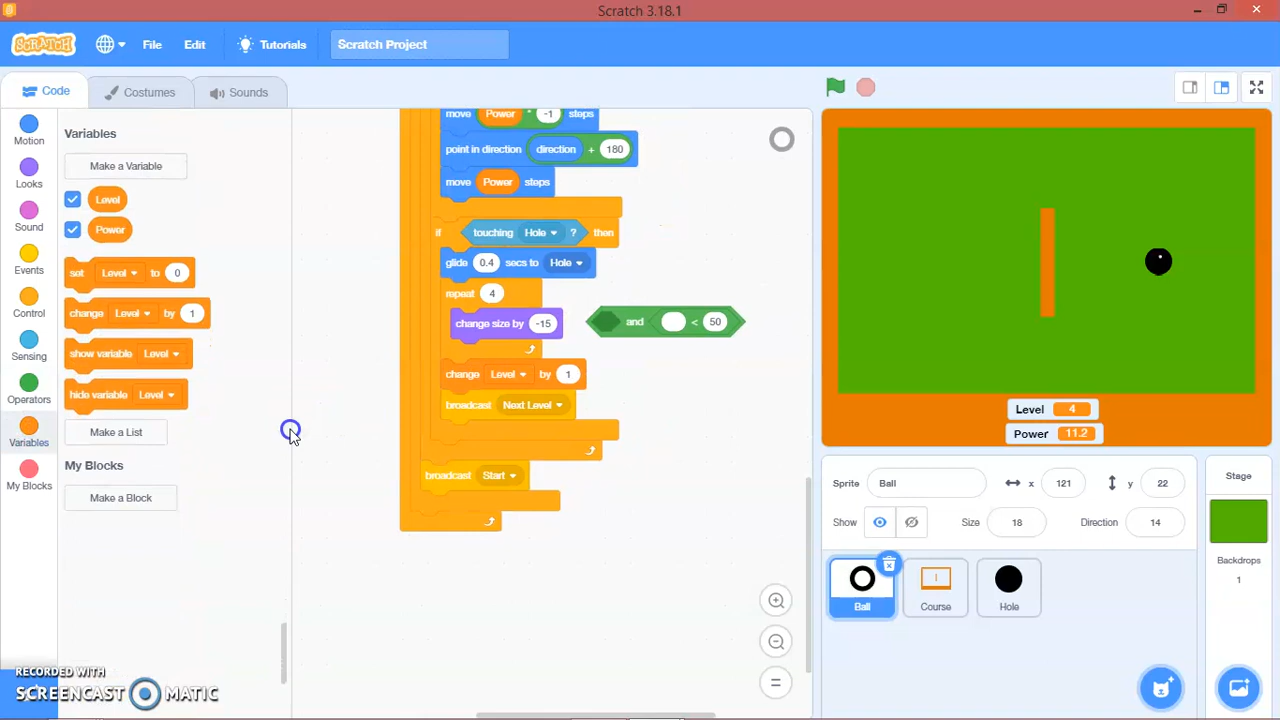 Scratch 3.18.1
SCRATCH File Edit Tutorials Scratch Project
Code Costumes Sounds
Motion
Looks
Sound
Events
Control
Sensing
Operators
Variables
My Blocks
Variables
Make a Variable
Level
Power
set Level to 0
change Level by 1
show variable Level
hide variable Level
Make a List
My Blocks
Make a Block
move Power * -1 steps
point in direction direction + 180
move Power steps
if touching Hole ? then
glide 0.4 secs to Hole
repeat 4
change size by -15
and < 50
change Level by 1
broadcast Next Level
broadcast Start
Level 4
Power 11.2
Sprite Ball x 121 y 22
Show Size 18 Direction 14
Ball Course Hole
Stage
Backdrops
1
RECORDED WITH
SCREENCAST MATIC